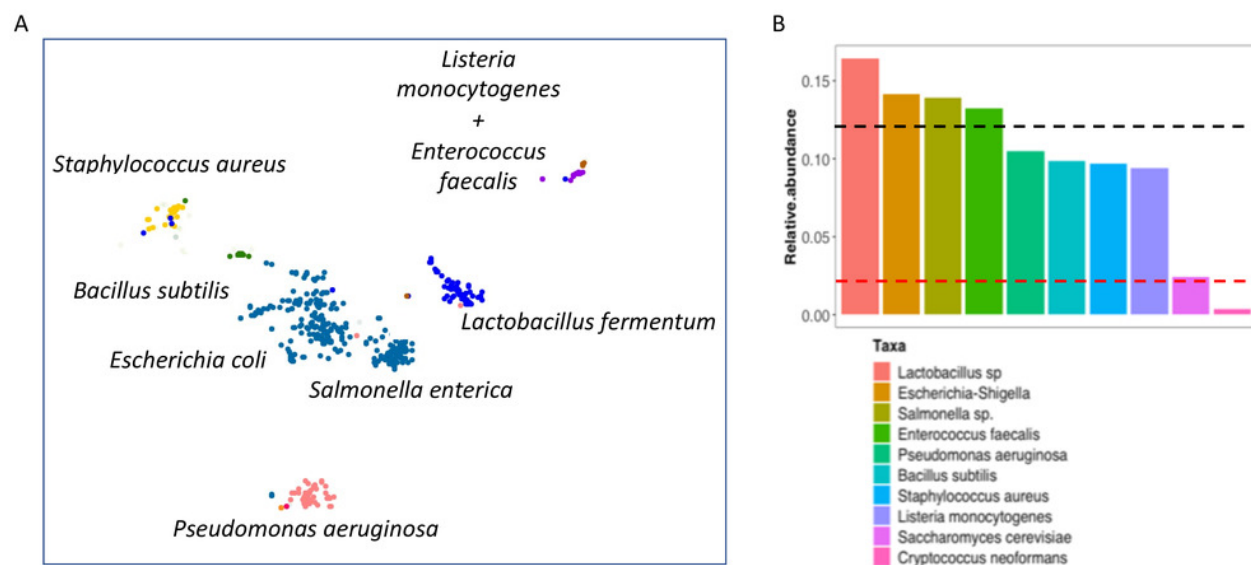 A
Listeria
monocytogenes
+
Enterococcus
faecalis
Staphylococcus aureus
Bacillus subtilis
Lactobacillus fermentum
Escherichia coli
Salmonella enterica
Pseudomonas aeruginosa
B
Relative.abundance
0.15
0.10
0.05
0.00
Taxa
Lactobacillus sp
Escherichia-Shigella
Salmonella sp.
Enterococcus faecalis
Pseudomonas aeruginosa
Bacillus subtilis
Staphylococcus aureus
Listeria monocytogenes
Saccharomyces cerevisiae
Cryptococcus neoformans